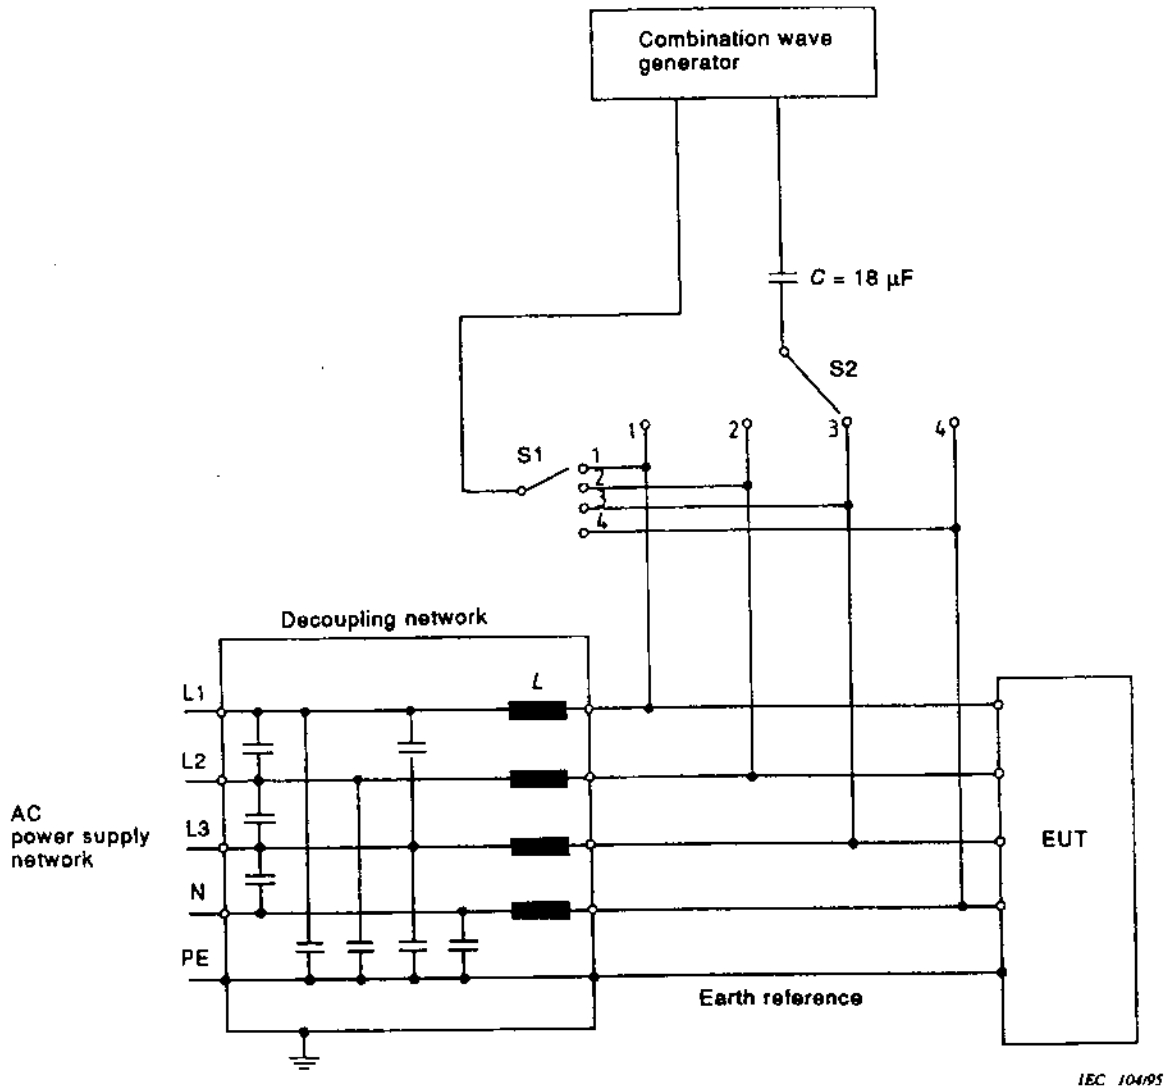 Combination wave
generator
C = 18 µF
S2
1
2
3
4
S1
1
2
3
4
Decoupling network
L
L1
L2
L3
N
PE
AC
power supply
network
EUT
Earth reference
IEC 104/95